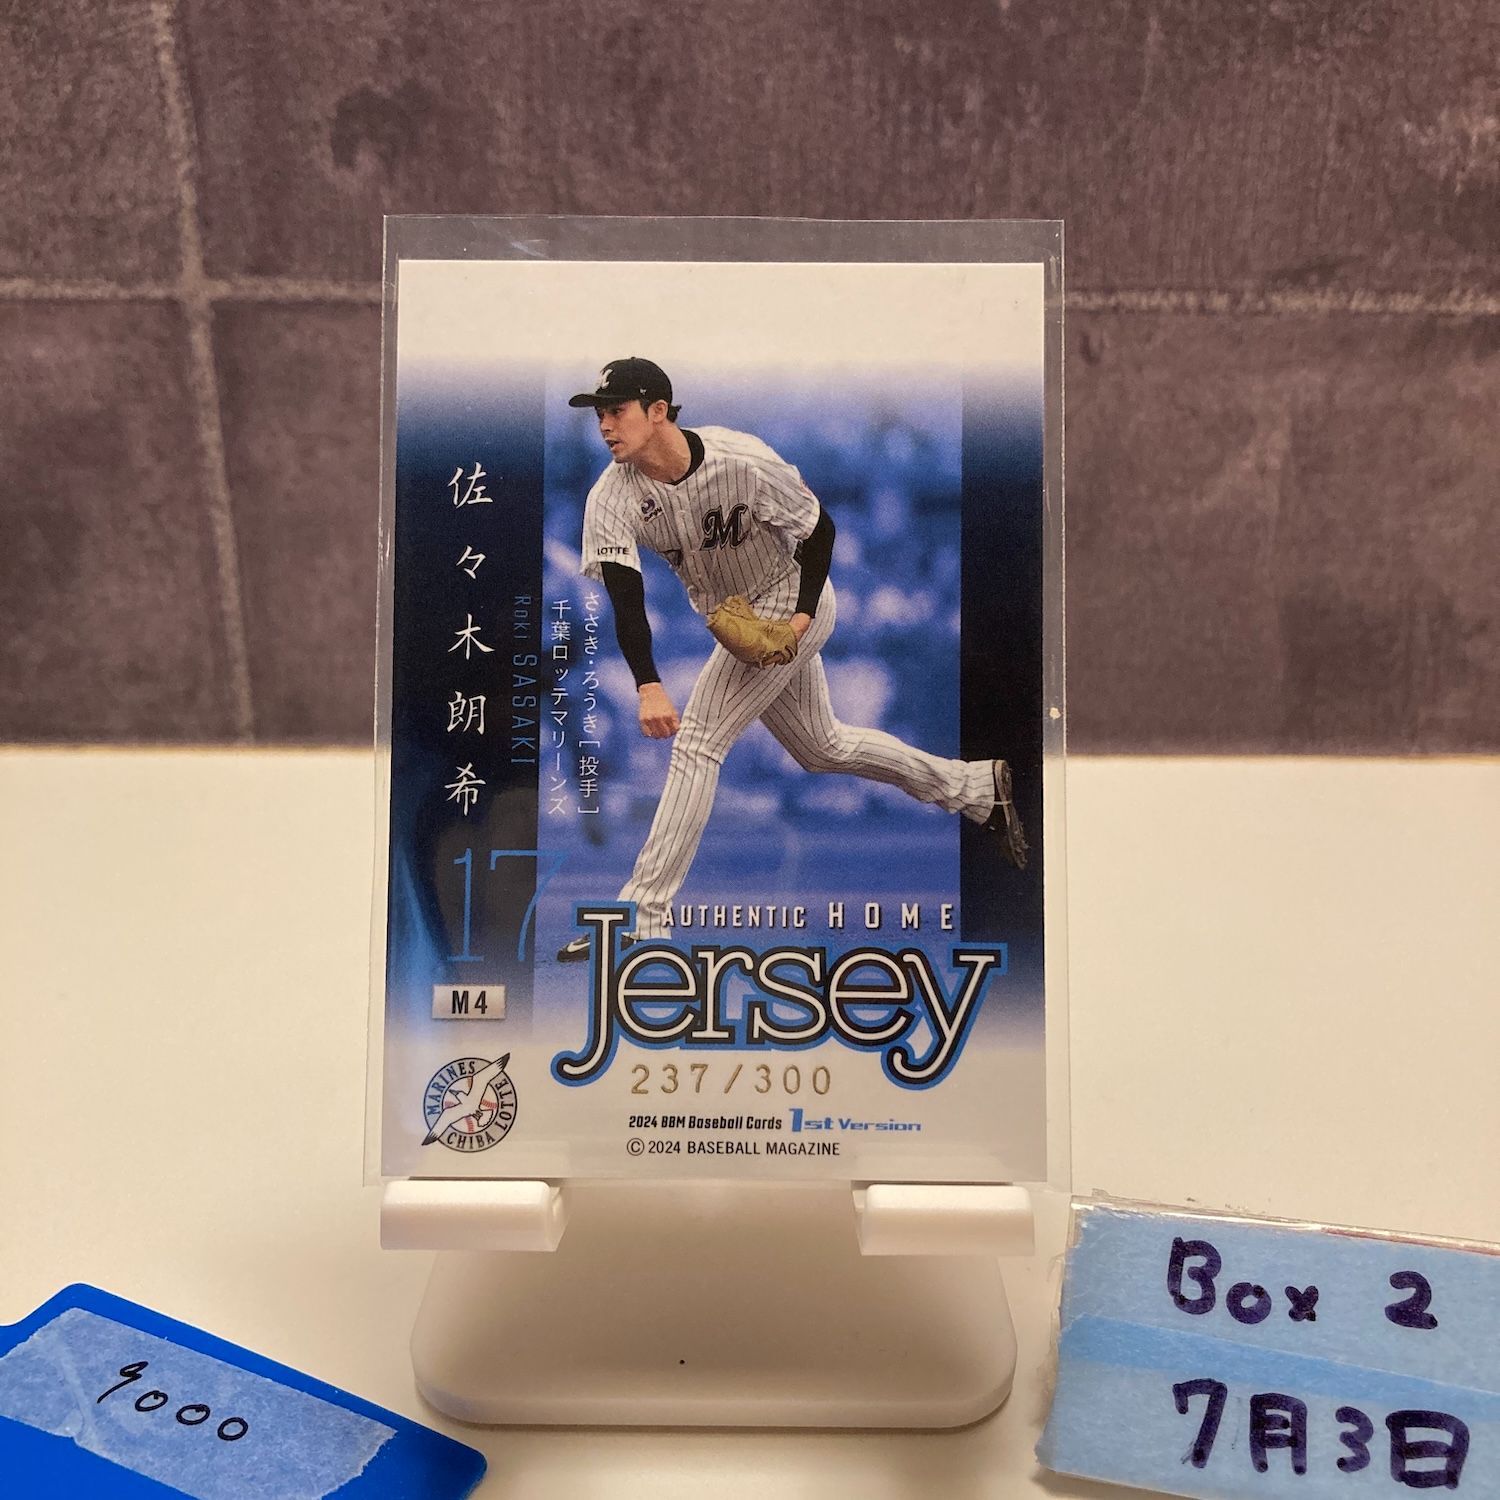 佐々木朗希
Roki SASAKI
千葉ロッテマリーンズ
ささき・ろうき［投手］
M
LOTTE
M
17
M4
AUTHENTIC HOME
Jersey
237/300
MARINES
CHIBA LOTTE
2024 BBM Baseball Cards 1st Version
© 2024 BASEBALL MAGAZINE
9000
Box 2
7月3日